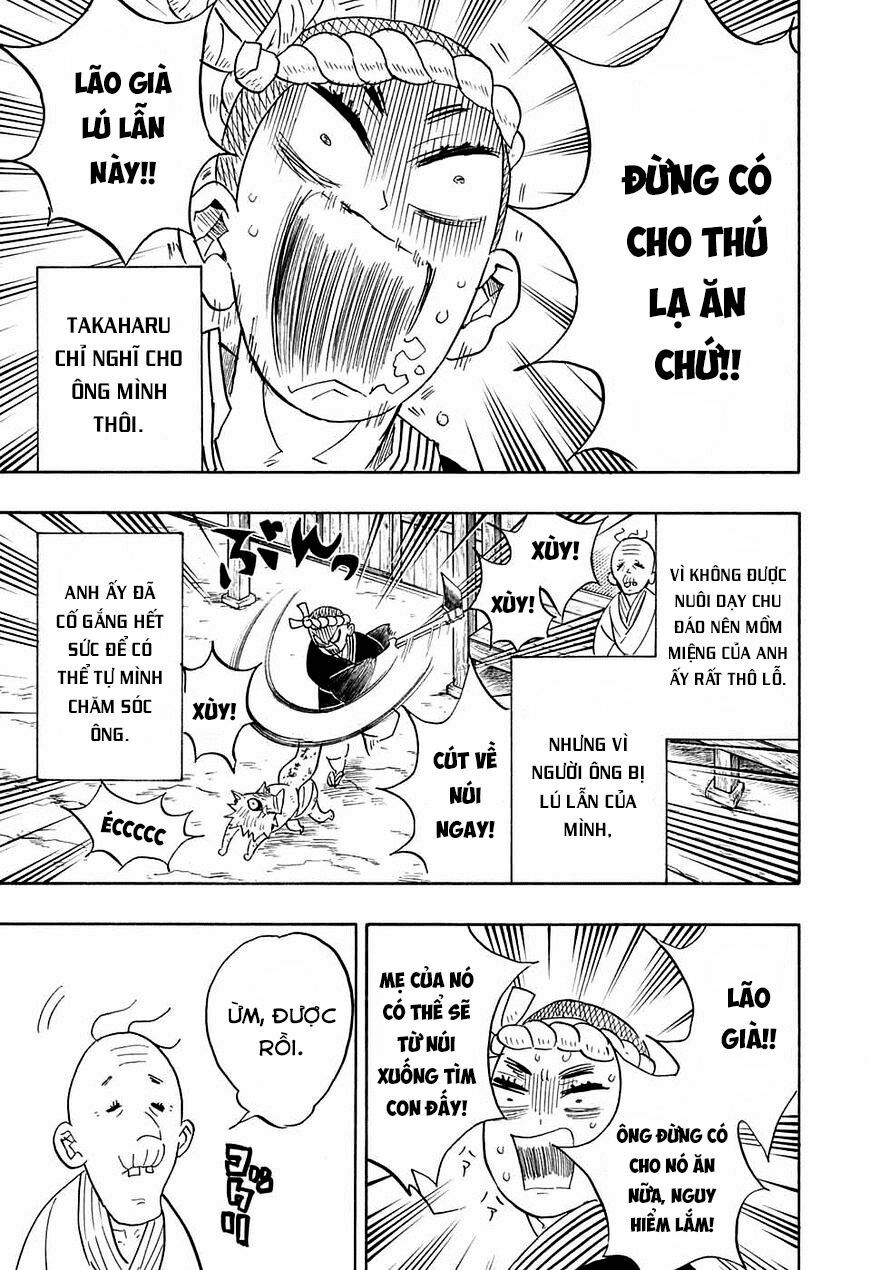 ĐỪNG CÓ
CHO THÚ
LẠ ĂN
CHỨ!!
LÃO GIÀ
LÚ LẪN
NÀY!!
TAKAHARU
CHỈ NGHĨ CHO
ÔNG MÌNH
THÔI.
VÌ KHÔNG ĐƯỢC
NUÔI DẠY CHU
ĐÁO NÊN MỒM
MIỆNG CỦA ANH
ẤY RẤT THÔ LỖ.
NHƯNG VÌ
NGƯỜI ÔNG BỊ
LÚ LẪN CỦA
MÌNH,
XÙY!
XÙY!
ぶんっ
CÚT VỀ
NÚI
NGAY!
XÙY!
ÉCCCCC
ANH ẤY ĐÃ
CỐ GẮNG HẾT
SỨC ĐỂ CÓ
THỂ TỰ MÌNH
CHĂM SÓC
ÔNG.
LÃO
GIÀ!!
MẸ CỦA NÓ
CÓ THỂ SẼ
TỪ NÚI
XUỐNG TÌM
CON ĐẤY!
ÔNG ĐỪNG CÓ
CHO NÓ ĂN
NỮA, NGUY
HIỂM LẮM!
ỪM, ĐƯỢC
RỒI.